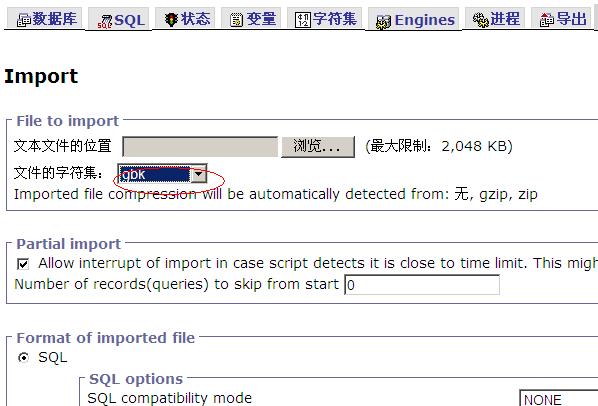 数据库 SQL 状态 变量 字符集 Engines 进程 导出
Import
File to import
文本文件的位置 浏览... (最大限制：2,048 KB)
文件的字符集： gbk
Imported file compression will be automatically detected from: 无, gzip, zip
Partial import
Allow interrupt of import in case script detects it is close to time limit. This migh
Number of records(queries) to skip from start 0
Format of imported file
SQL
SQL options
SQL compatibility mode NONE